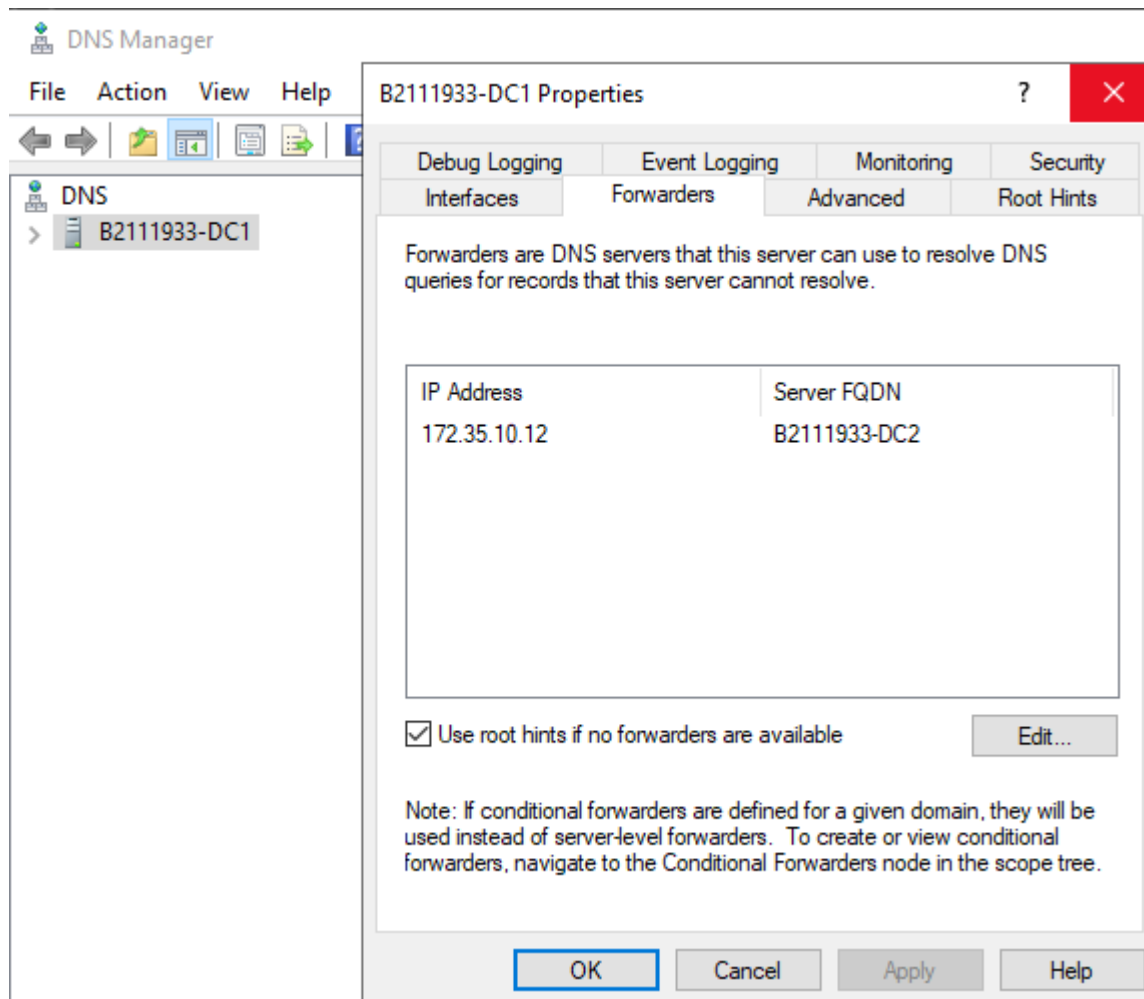 DNS Manager
File Action View Help
DNS
B2111933-DC1
B2111933-DC1 Properties ?
Debug Logging Event Logging Monitoring Security
Interfaces Forwarders Advanced Root Hints
Forwarders are DNS servers that this server can use to resolve DNS
queries for records that this server cannot resolve.
IP Address Server FQDN
172.35.10.12 B2111933-DC2
Use root hints if no forwarders are available Edit...
Note: If conditional forwarders are defined for a given domain, they will be
used instead of server-level forwarders. To create or view conditional
forwarders, navigate to the Conditional Forwarders node in the scope tree.
OK Cancel Apply Help